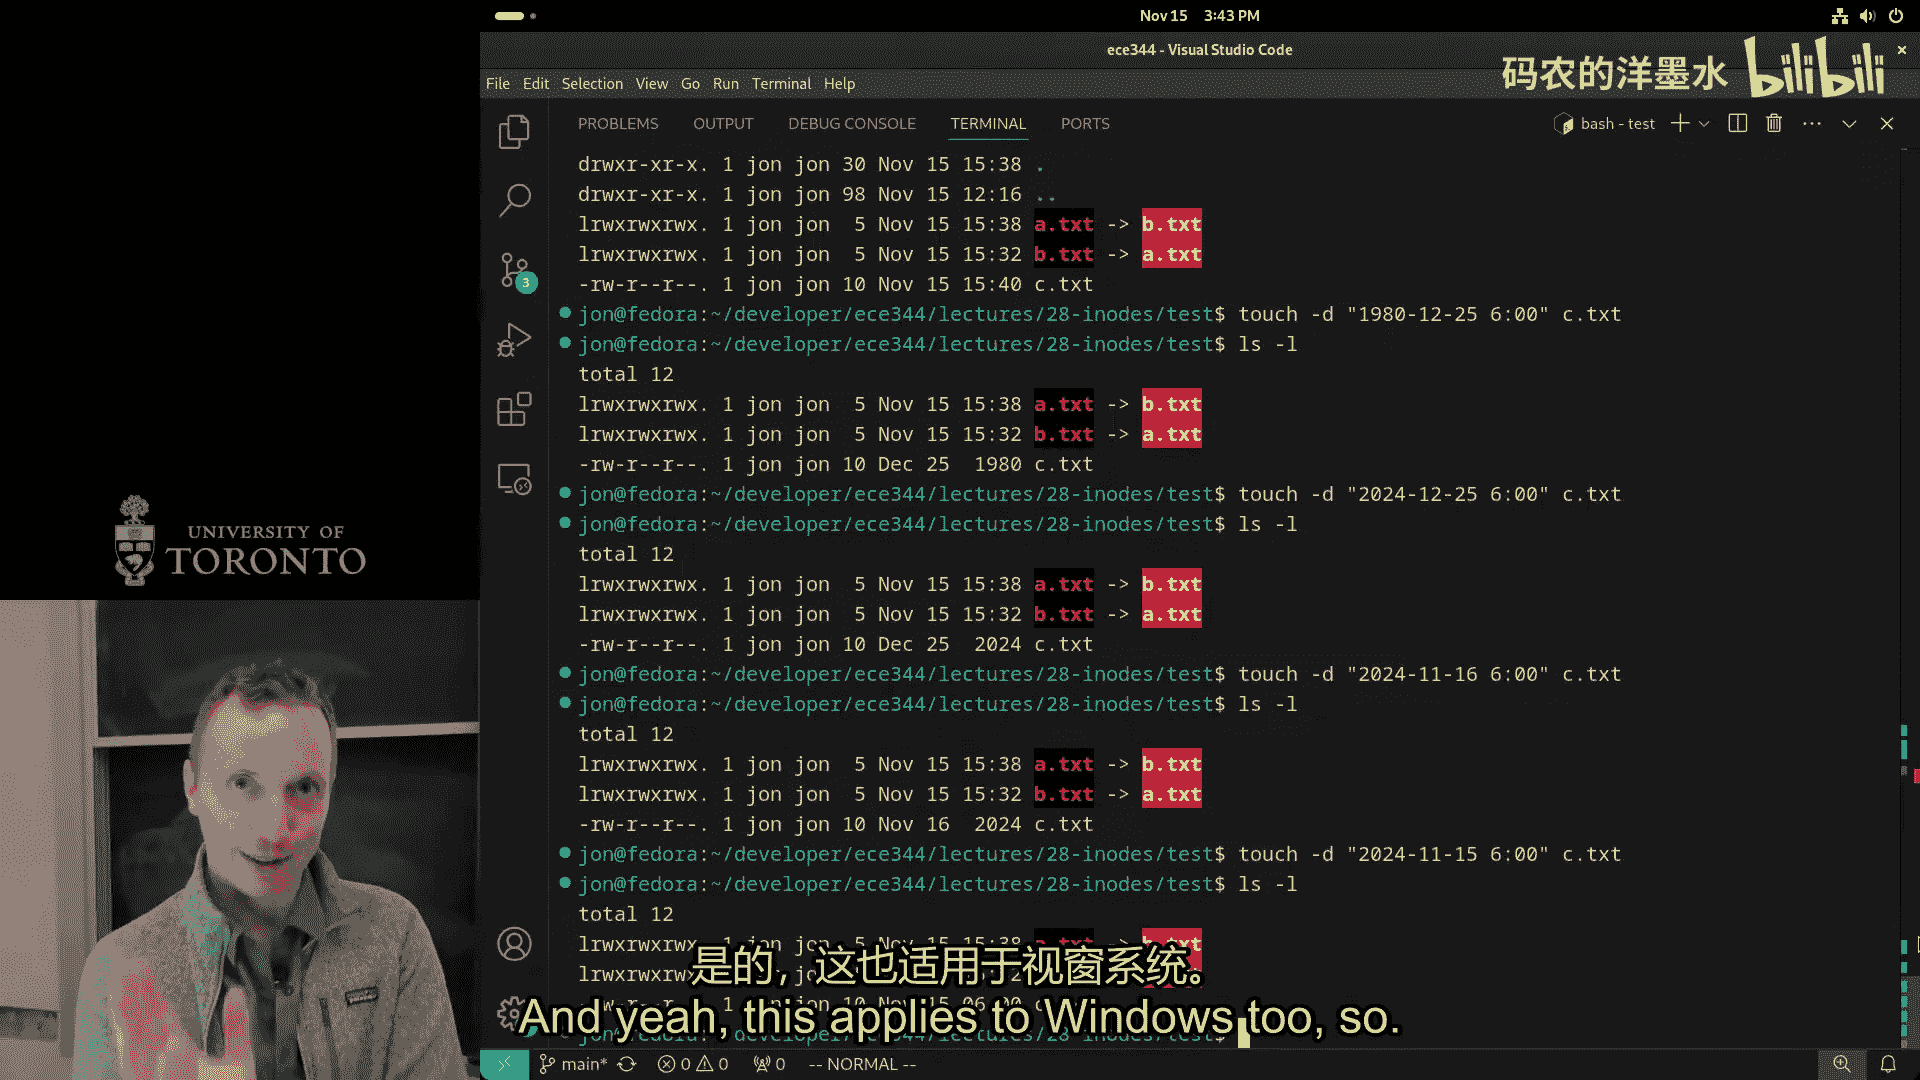 Nov 15 3:43 PM
ece344 - Visual Studio Code
码农的洋墨水 bilibili
File Edit Selection View Go Run Terminal Help
PROBLEMS OUTPUT DEBUG CONSOLE TERMINAL PORTS
bash - test
drwxr-xr-x. 1 jon jon 30 Nov 15 15:38 .
drwxr-xr-x. 1 jon jon 98 Nov 15 12:16 ..
lrwxrwxrwx. 1 jon jon 5 Nov 15 15:38 a.txt -> b.txt
lrwxrwxrwx. 1 jon jon 5 Nov 15 15:32 b.txt -> a.txt
-rw-r--r--. 1 jon jon 10 Nov 15 15:40 c.txt
jon@fedora:~/developer/ece344/lectures/28-inodes/test$ touch -d "1980-12-25 6:00" c.txt
jon@fedora:~/developer/ece344/lectures/28-inodes/test$ ls -l
total 12
lrwxrwxrwx. 1 jon jon 5 Nov 15 15:38 a.txt -> b.txt
lrwxrwxrwx. 1 jon jon 5 Nov 15 15:32 b.txt -> a.txt
-rw-r--r--. 1 jon jon 10 Dec 25 1980 c.txt
jon@fedora:~/developer/ece344/lectures/28-inodes/test$ touch -d "2024-12-25 6:00" c.txt
jon@fedora:~/developer/ece344/lectures/28-inodes/test$ ls -l
total 12
lrwxrwxrwx. 1 jon jon 5 Nov 15 15:38 a.txt -> b.txt
lrwxrwxrwx. 1 jon jon 5 Nov 15 15:32 b.txt -> a.txt
-rw-r--r--. 1 jon jon 10 Dec 25 2024 c.txt
jon@fedora:~/developer/ece344/lectures/28-inodes/test$ touch -d "2024-11-16 6:00" c.txt
jon@fedora:~/developer/ece344/lectures/28-inodes/test$ ls -l
total 12
lrwxrwxrwx. 1 jon jon 5 Nov 15 15:38 a.txt -> b.txt
lrwxrwxrwx. 1 jon jon 5 Nov 15 15:32 b.txt -> a.txt
-rw-r--r--. 1 jon jon 10 Nov 16 2024 c.txt
jon@fedora:~/developer/ece344/lectures/28-inodes/test$ touch -d "2024-11-15 6:00" c.txt
jon@fedora:~/developer/ece344/lectures/28-inodes/test$ ls -l
total 12
是的，这也适用于视窗系统。
And yeah, this applies to Windows too, so.
main* 0 0 0 -- NORMAL --
3
UNIVERSITY OF
TORONTO